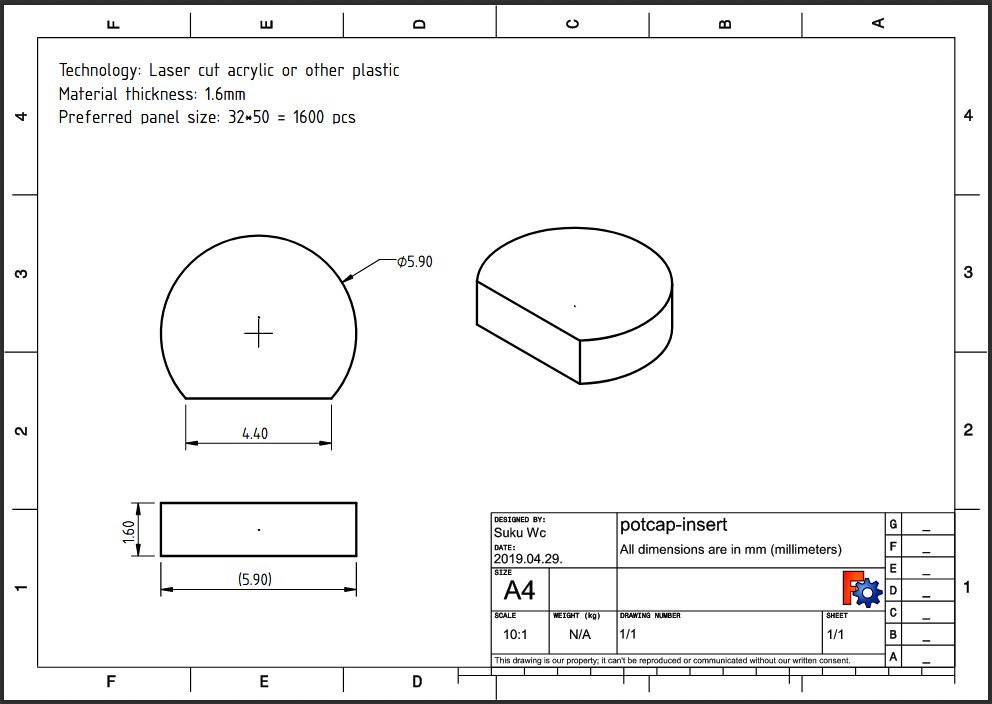 F E D C B A
Technology: Laser cut acrylic or other plastic
Material thickness: 1.6mm
Preferred panel size: 32*50 = 1600 pcs
4 4
3 3
⌀5.90
4.40
2 2
1.60
(5.90)
1 1
DESIGNED BY:
Suku Wc
DATE:
2019.04.29.
potcap-insert
All dimensions are in mm (millimeters)
SIZE
A4
SCALE
10:1
WEIGHT (kg)
N/A
DRAWING NUMBER
1/1
SHEET
1/1
This drawing is our property; it can't be reproduced or communicated without our written consent.
G _
F _
E _
D _
C _
B _
A _
F E D